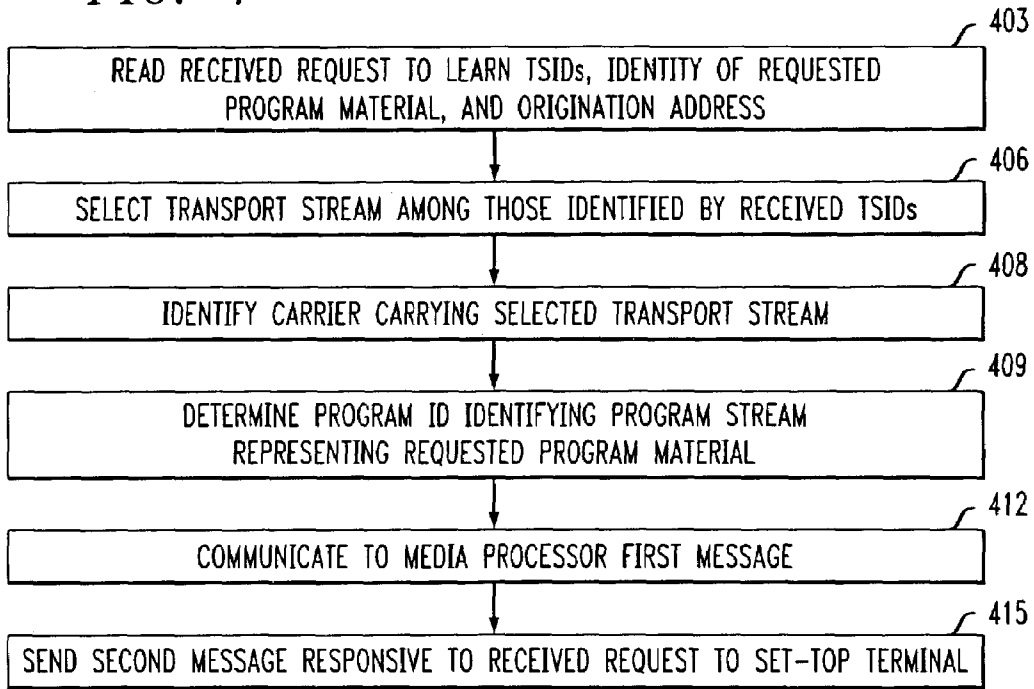 403
READ RECEIVED REQUEST TO LEARN TSIDs, IDENTITY OF REQUESTED
PROGRAM MATERIAL, AND ORIGINATION ADDRESS
406
SELECT TRANSPORT STREAM AMONG THOSE IDENTIFIED BY RECEIVED TSIDs
408
IDENTIFY CARRIER CARRYING SELECTED TRANSPORT STREAM
409
DETERMINE PROGRAM ID IDENTIFYING PROGRAM STREAM
REPRESENTING REQUESTED PROGRAM MATERIAL
412
COMMUNICATE TO MEDIA PROCESSOR FIRST MESSAGE
415
SEND SECOND MESSAGE RESPONSIVE TO RECEIVED REQUEST TO SET-TOP TERMINAL